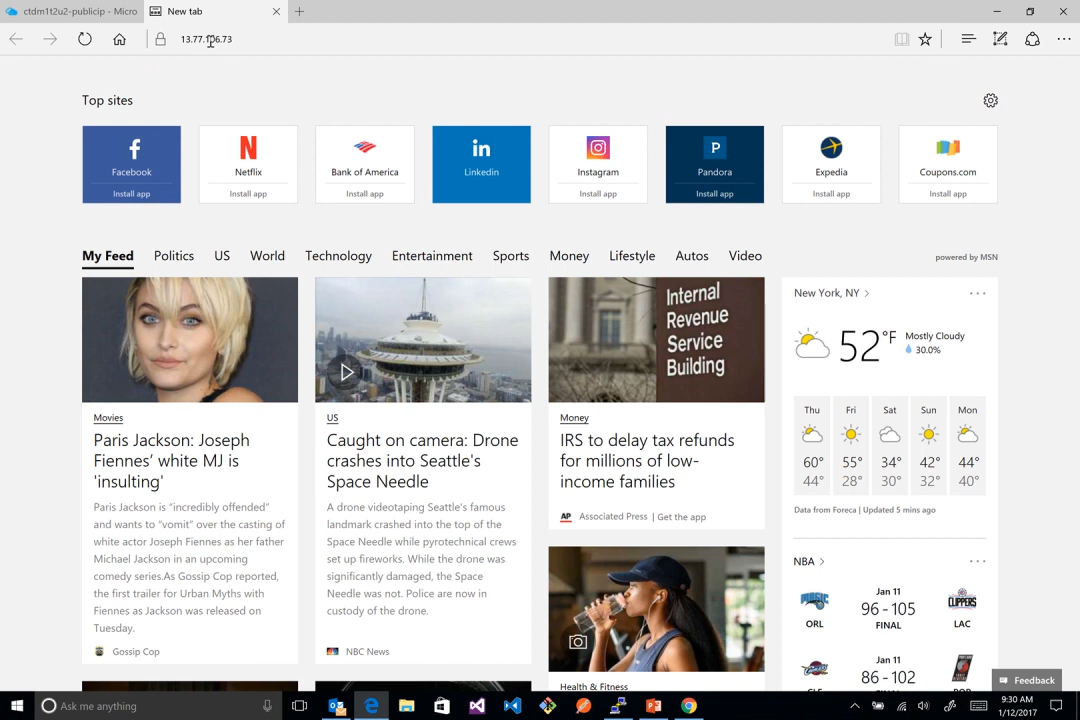 ctdm1t2u2-publicip - Micro
New tab
Top sites
Facebook
Install app
Netflix
Install app
Bank of America
Install app
in
Linkedin
Instagram
Install app
P
Pandora
Install app
Expedia
Install app
Coupons.com
Install app
My Feed Politics US World Technology Entertainment Sports Money Lifestyle Autos Video
powered by MSN
Movies
Paris Jackson: Joseph
Fiennes’ white MJ is
'insulting'
Paris Jackson is “incredibly offended”
and wants to “vomit” over the casting of
white actor Joseph Fiennes as her father
Michael Jackson in an upcoming
comedy series.As Gossip Cop reported,
the first trailer for Urban Myths with
Fiennes as Jackson was released on
Tuesday.
Gossip Cop
US
Caught on camera: Drone
crashes into Seattle's
Space Needle
A drone videotaping Seattle's famous
landmark crashed into the top of the
Space Needle while pyrotechnical crews
set up fireworks. While the drone was
significantly damaged, the Space
Needle was not. Police are now in
custody of the drone.
NBC News
Internal
Revenue
Service
Building
Money
IRS to delay tax refunds
for millions of low-
income families
AP Associated Press | Get the app
Health & Fitness
New York, NY >
52°F
Mostly Cloudy
30.0%
Thu Fri Sat Sun Mon
60° 55° 34° 42° 44°
44° 28° 30° 32° 40°
Data from Foreca | Updated 5 mins ago
NBA >
MAGIC
ORL
Jan 11
96 - 105
FINAL
CLIPPERS
LAC
Jan 11
86 - 102
Feedback
Ask me anything
9:30 AM
1/12/2017